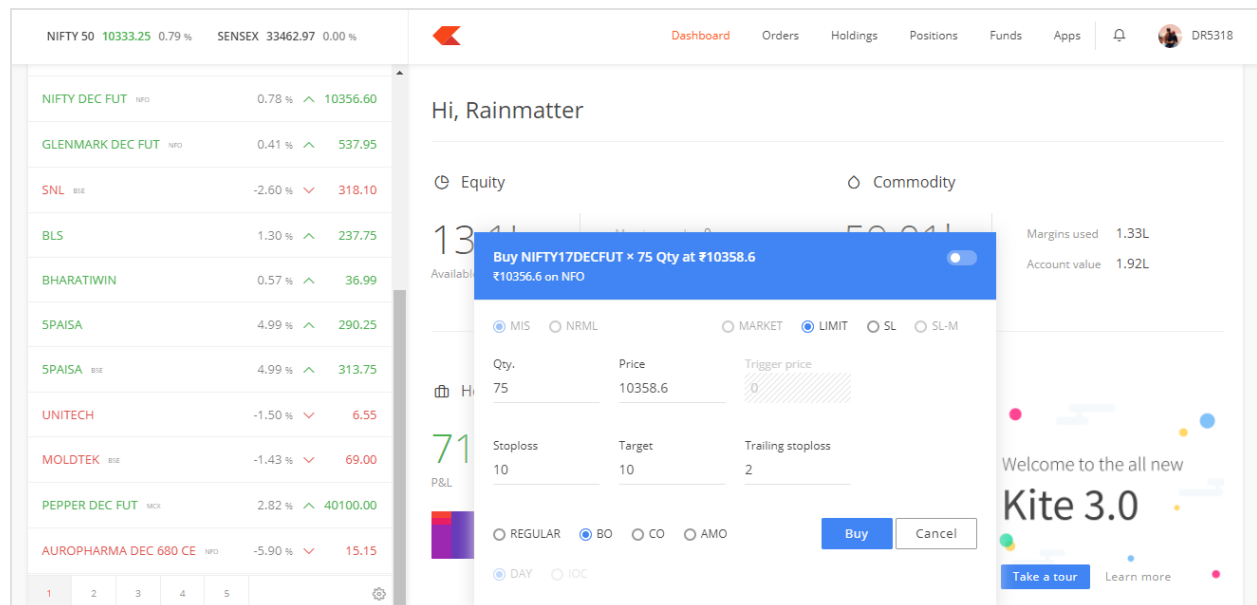 NIFTY 50 10333.25 0.79 % SENSEX 33462.97 0.00 %
Dashboard Orders Holdings Positions Funds Apps DR5318
NIFTY DEC FUT NFO 0.78 % 10356.60
GLENMARK DEC FUT NFO 0.41 % 537.95
SNL BSE -2.60 % 318.10
BLS 1.30 % 237.75
BHARATIWIN 0.57 % 36.99
5PAISA 4.99 % 290.25
5PAISA BSE 4.99 % 313.75
UNITECH -1.50 % 6.55
MOLDTEK BSE -1.43 % 69.00
PEPPER DEC FUT MCX 2.82 % 40100.00
AUROPHARMA DEC 680 CE NFO -5.90 % 15.15
1 2 3 4 5
Hi, Rainmatter
Equity
Commodity
Margins used 1.33L
Account value 1.92L
P&L
Buy NIFTY17DECFUT × 75 Qty at ₹10358.6
₹10356.6 on NFO
MIS NRML MARKET LIMIT SL SL-M
Qty. Price Trigger price
75 10358.6 0
Stoploss Target Trailing stoploss
10 10 2
REGULAR BO CO AMO Buy Cancel
DAY IOC
Welcome to the all new
Kite 3.0
Take a tour Learn more